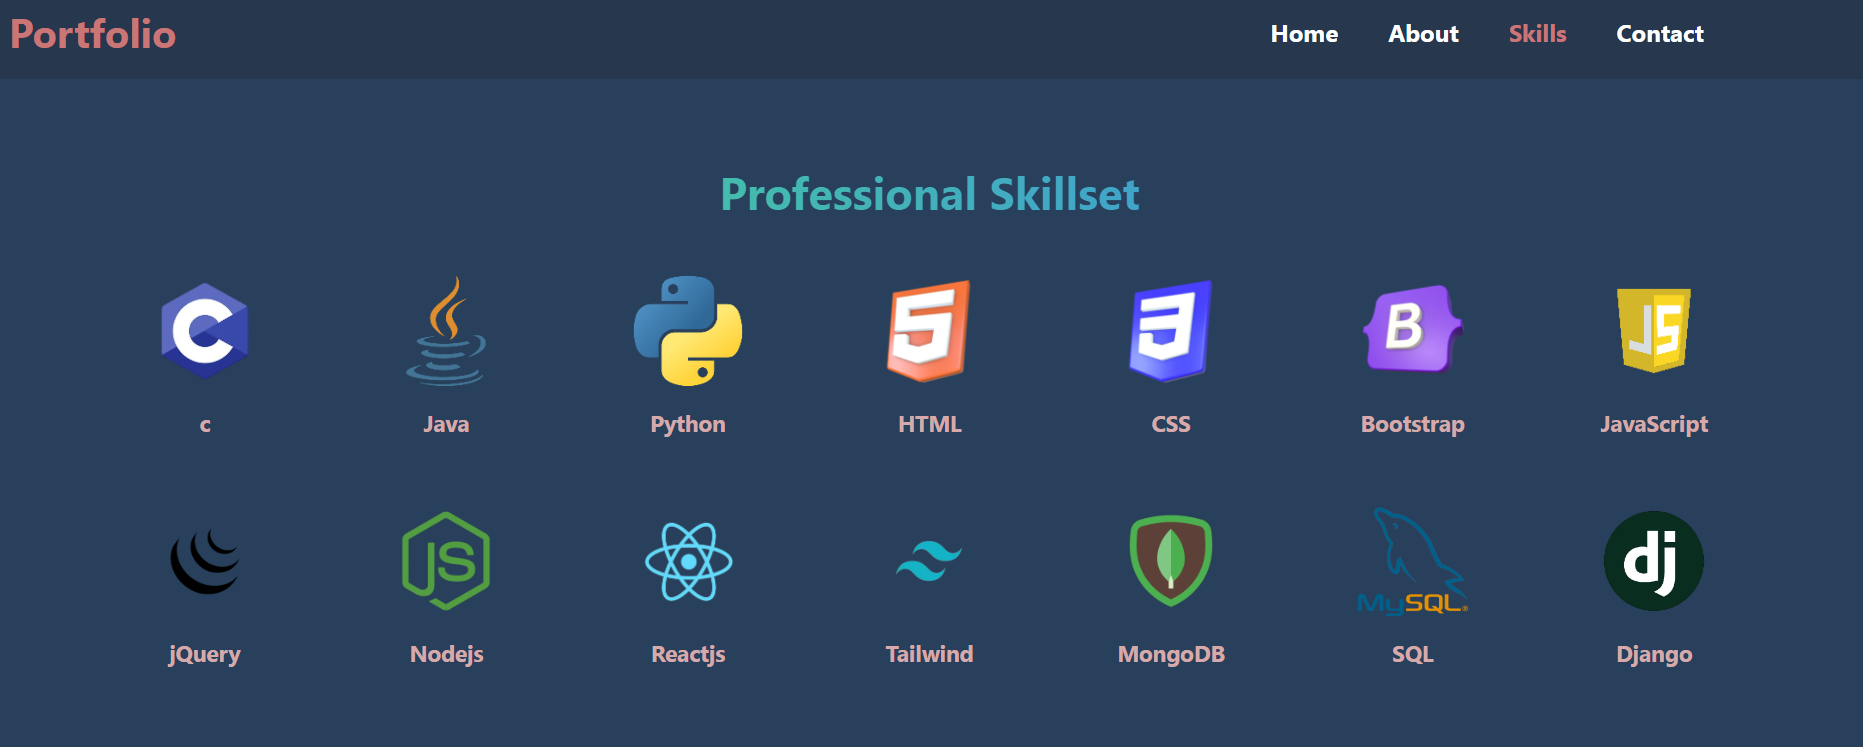 Portfolio Home About Skills Contact
Professional Skillset
C 5 3 B JS
c Java Python HTML CSS Bootstrap JavaScript
JS MySQL® dj
jQuery Nodejs Reactjs Tailwind MongoDB SQL Django